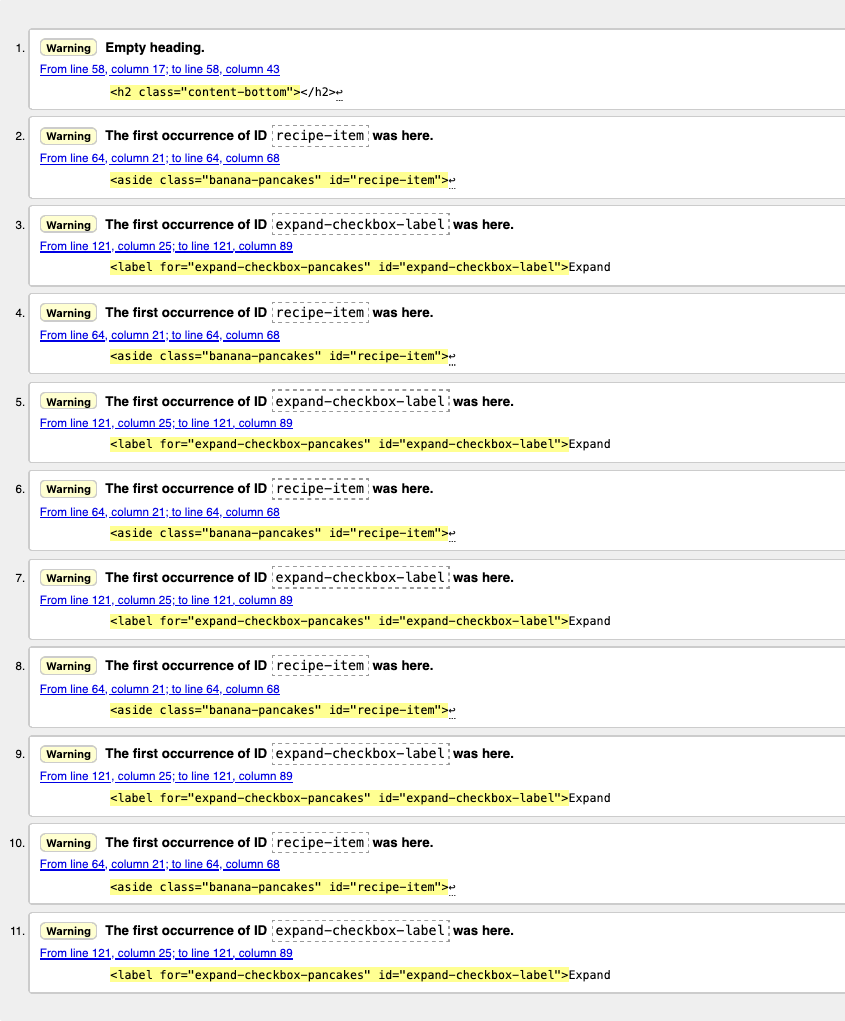 1. Warning Empty heading.
From line 58, column 17; to line 58, column 43
<h2 class="content-bottom"></h2>↩
2. Warning The first occurrence of ID recipe-item was here.
From line 64, column 21; to line 64, column 68
<aside class="banana-pancakes" id="recipe-item">↩
3. Warning The first occurrence of ID expand-checkbox-label was here.
From line 121, column 25; to line 121, column 89
<label for="expand-checkbox-pancakes" id="expand-checkbox-label">Expand
4. Warning The first occurrence of ID recipe-item was here.
From line 64, column 21; to line 64, column 68
<aside class="banana-pancakes" id="recipe-item">↩
5. Warning The first occurrence of ID expand-checkbox-label was here.
From line 121, column 25; to line 121, column 89
<label for="expand-checkbox-pancakes" id="expand-checkbox-label">Expand
6. Warning The first occurrence of ID recipe-item was here.
From line 64, column 21; to line 64, column 68
<aside class="banana-pancakes" id="recipe-item">↩
7. Warning The first occurrence of ID expand-checkbox-label was here.
From line 121, column 25; to line 121, column 89
<label for="expand-checkbox-pancakes" id="expand-checkbox-label">Expand
8. Warning The first occurrence of ID recipe-item was here.
From line 64, column 21; to line 64, column 68
<aside class="banana-pancakes" id="recipe-item">↩
9. Warning The first occurrence of ID expand-checkbox-label was here.
From line 121, column 25; to line 121, column 89
<label for="expand-checkbox-pancakes" id="expand-checkbox-label">Expand
10. Warning The first occurrence of ID recipe-item was here.
From line 64, column 21; to line 64, column 68
<aside class="banana-pancakes" id="recipe-item">↩
11. Warning The first occurrence of ID expand-checkbox-label was here.
From line 121, column 25; to line 121, column 89
<label for="expand-checkbox-pancakes" id="expand-checkbox-label">Expand